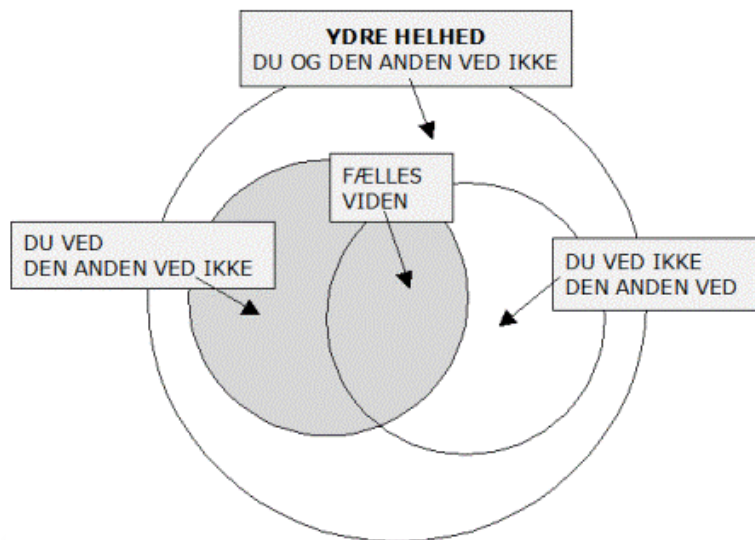 YDRE HELHED
DU OG DEN ANDEN VED IKKE
FÆLLES
VIDEN
DU VED
DEN ANDEN VED IKKE
DU VED IKKE
DEN ANDEN VED